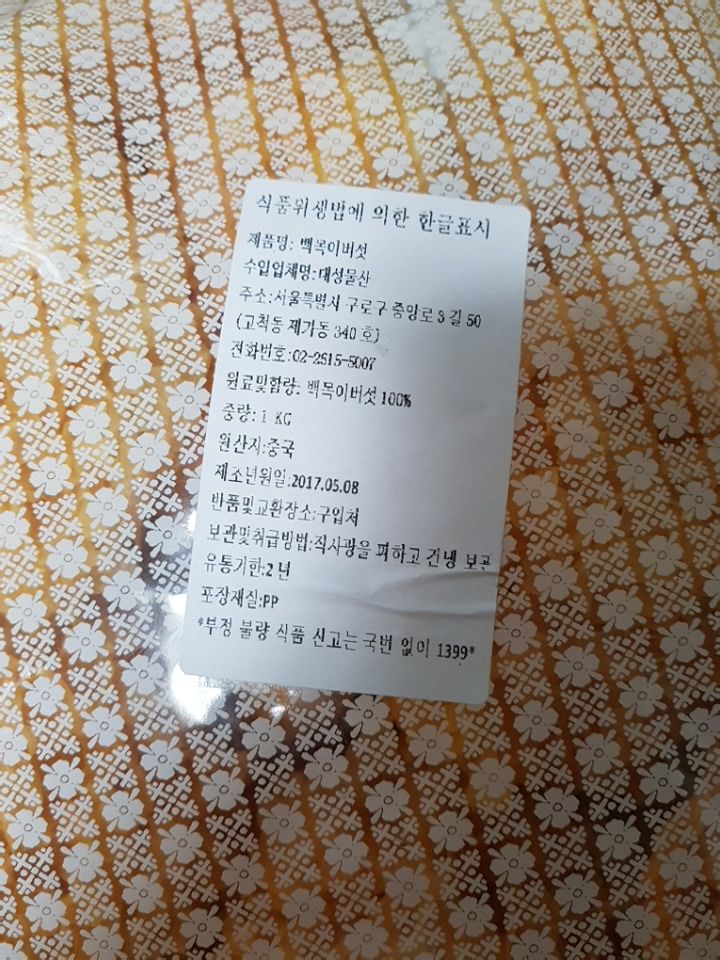 식품위생법에 의한 한글표시
제품명: 백목이버섯
수입업체명:대성물산
주소:서울특별시 구로구 중앙로 3 길 50
(고척동 제가동 340 호)
전화번호:02-2615-5007
원료및함량: 백목이버섯 100%
중량: 1 KG
원산지:중국
제조년원일:2017.05.08
반품및교환장소:구입처
보관및취급방법:직사광을 피하고 건냉 보관
유통기한:2 년
포장재질:PP
*부정 불량 식품 신고는 국번 없이 1399*